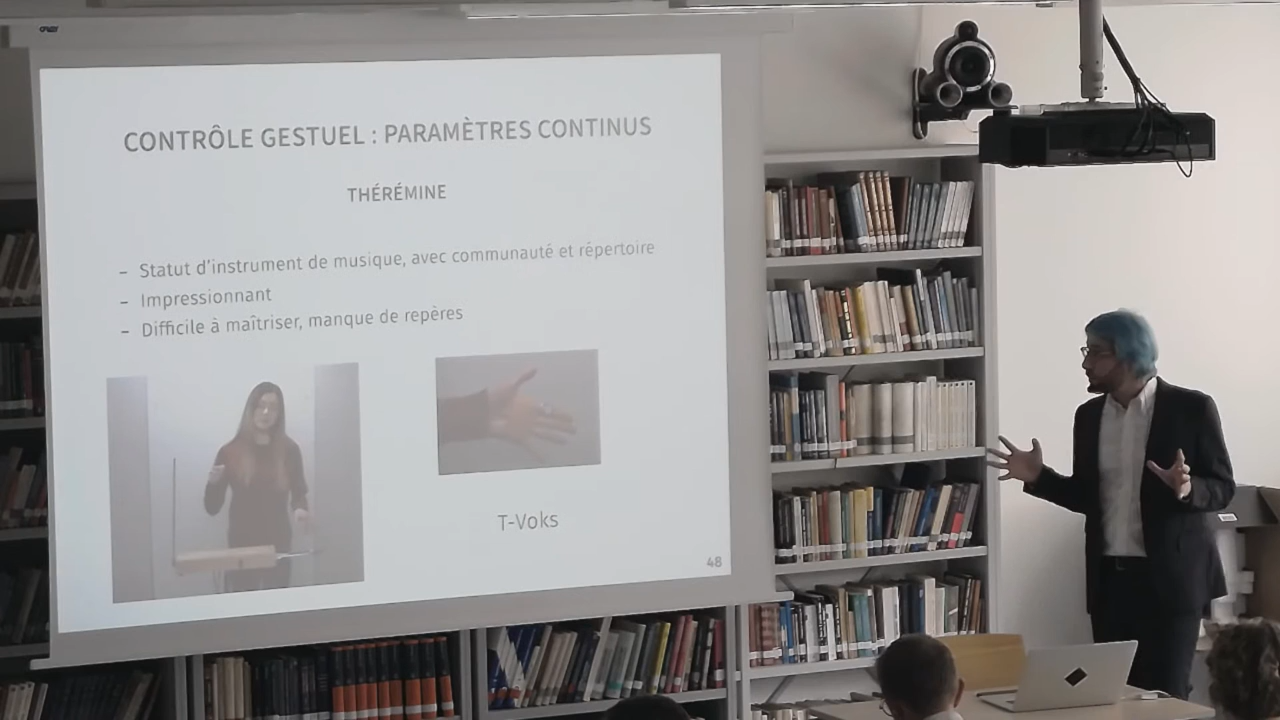 CONTRÔLE GESTUEL : PARAMÈTRES CONTINUS
THÉRÉMINE
– Statut d'instrument de musique, avec communauté et répertoire
– Impressionnant
– Difficile à maîtriser, manque de repères
T-Voks
48